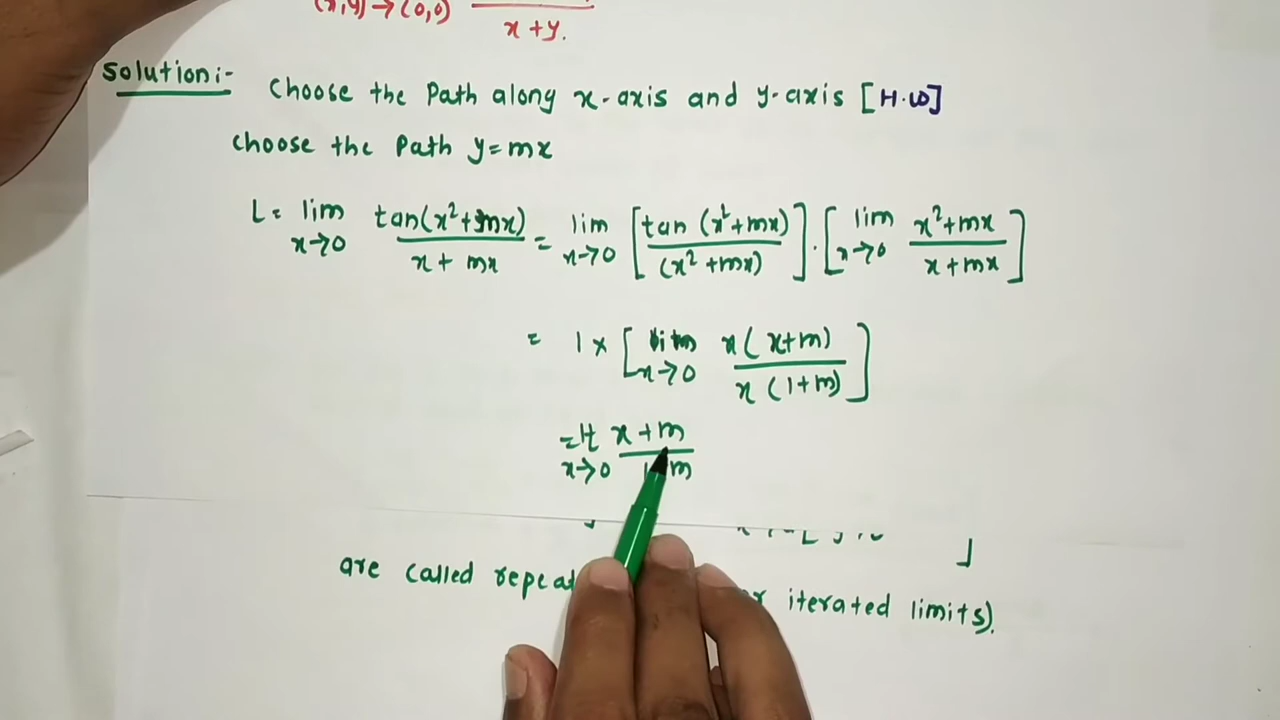 (x,y)→(0,0) x+y.
Solution:- Choose the Path along x-axis and y-axis [H.W]
Choose the Path y=mx
L= lim x→0 tan(x²+mx) / x+mx = lim x→0 [tan (x²+mx) / (x²+mx)] . [lim x→0 x²+mx / x+mx]
= 1 × [lim x→0 x(x+m) / x(1+m)]
=lt x→0 x+m / 1+m
are called iterated limits).